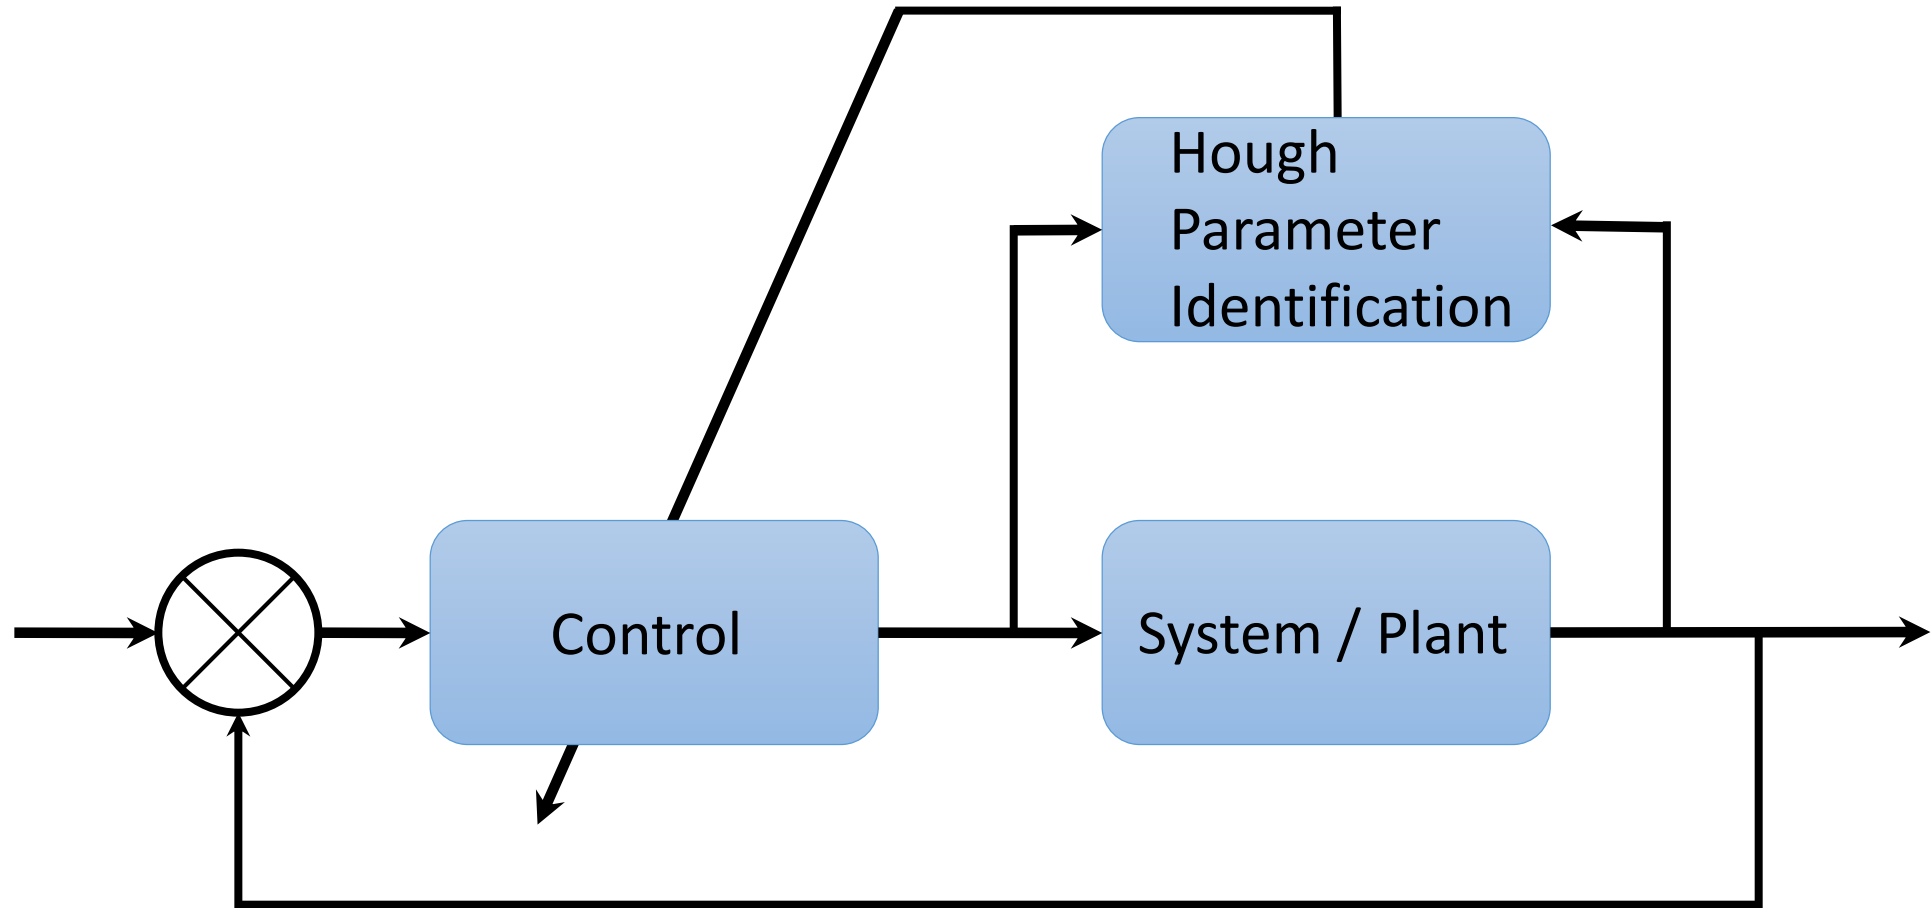 Hough
Parameter
Identification
Control
System / Plant